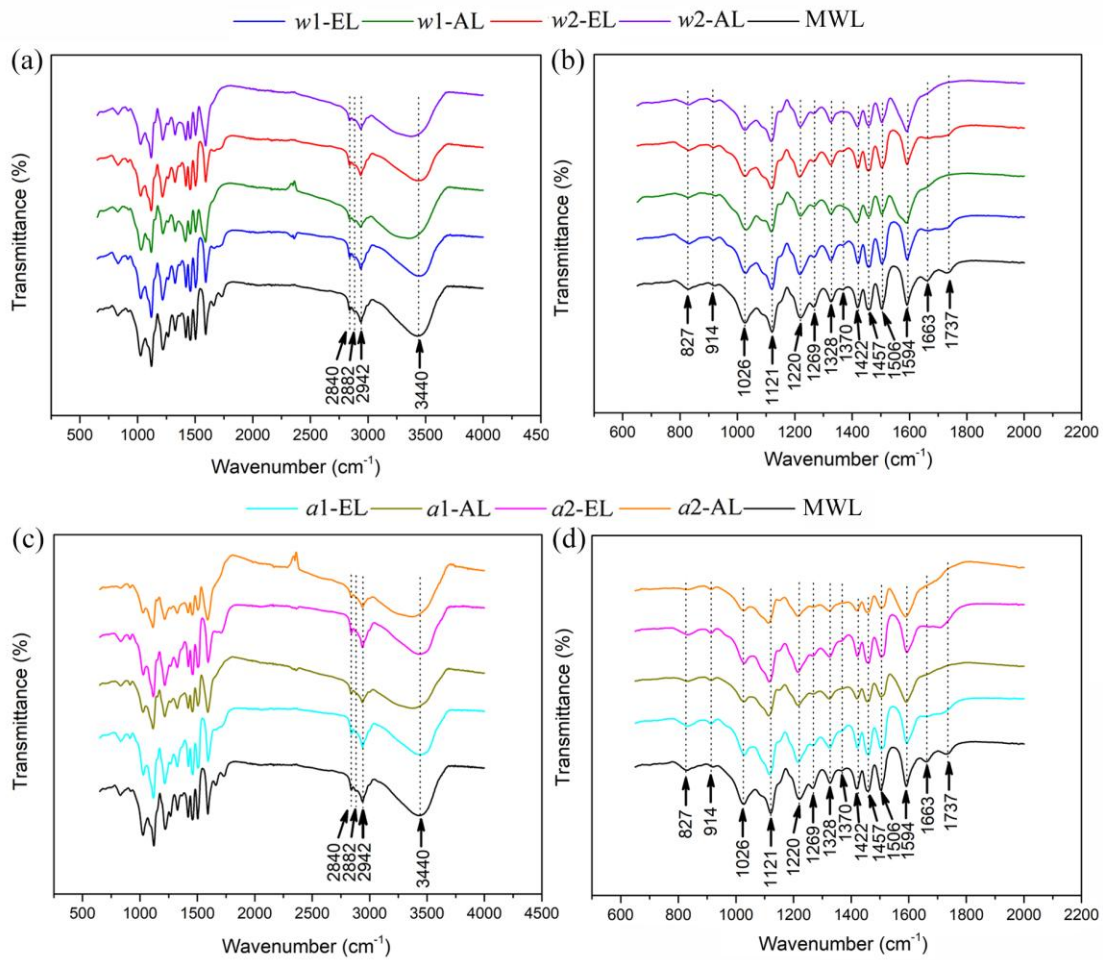 w1-EL w1-AL w2-EL w2-AL MWL
(a)
Transmittance (%)
2840
2882
2942
3440
500 1000 1500 2000 2500 3000 3500 4000 450
Wavenumber (cm-1)
(b)
Transmittance (%)
827
914
1026
1121
1220
1269
1328
1370
1422
1457
1506
1594
1663
1737
600 800 1000 1200 1400 1600 1800 2000 2200
Wavenumber (cm-1)
a1-EL a1-AL a2-EL a2-AL MWL
(c)
Transmittance (%)
2840
2882
2942
3440
500 1000 1500 2000 2500 3000 3500 4000 4500
Wavenumber (cm-1)
(d)
Transmittance (%)
827
914
1026
1121
1220
1269
1328
1370
1422
1457
1506
1594
1663
1737
600 800 1000 1200 1400 1600 1800 2000 2200
Wavenumber (cm-1)